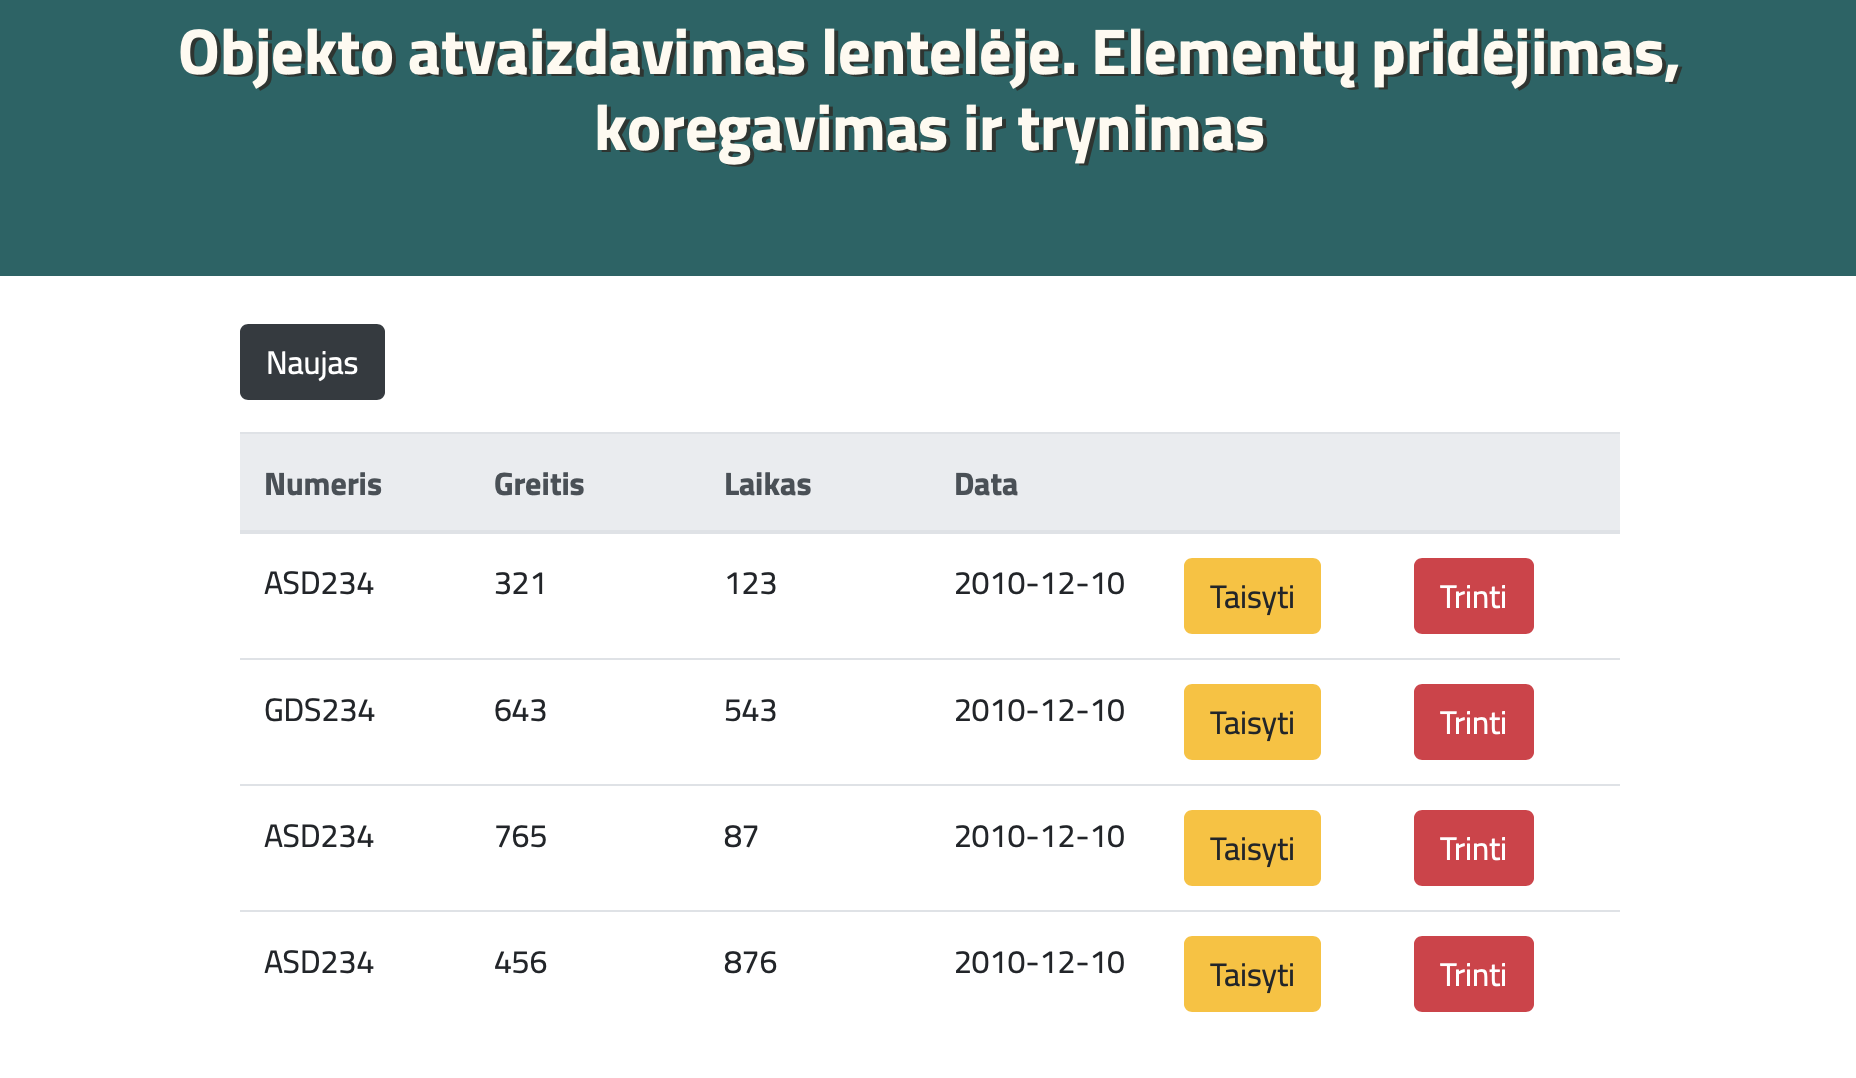 Objekto atvaizdavimas lentelėje. Elementų pridėjimas,
koregavimas ir trynimas
Naujas
Numeris Greitis Laikas Data
ASD234 321 123 2010-12-10 Taisyti Trinti
GDS234 643 543 2010-12-10 Taisyti Trinti
ASD234 765 87 2010-12-10 Taisyti Trinti
ASD234 456 876 2010-12-10 Taisyti Trinti